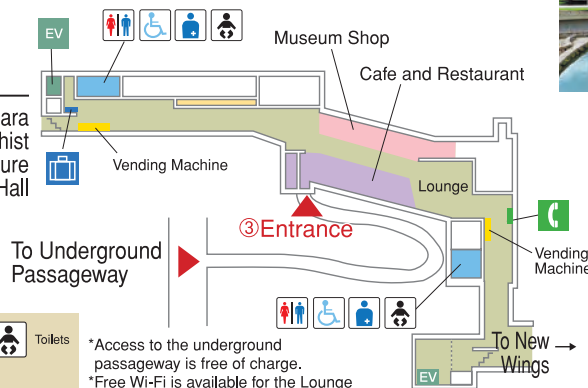 EV
Museum Shop
Cafe and Restaurant
ara
hist
ure
Hall
Vending Machine
Lounge
③Entrance
To Underground
Passageway
Vending
Machine
To New
Wings
EV
Toilets
*Access to the underground
passageway is free of charge.
*Free Wi-Fi is available for the Lounge